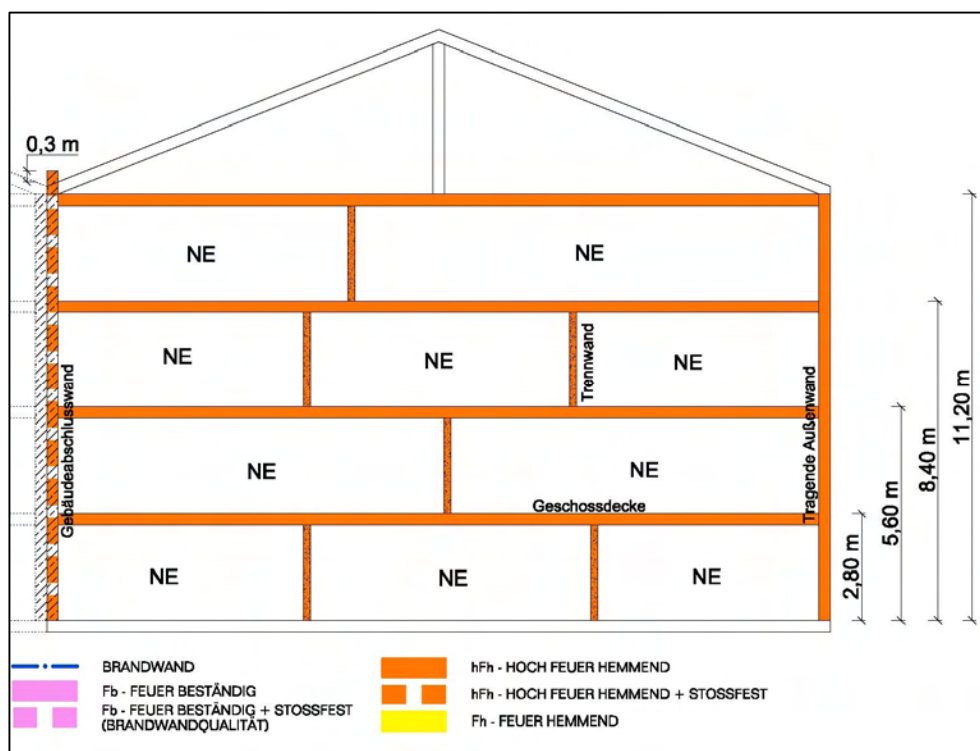 0,3 m
NE
NE
NE
NE
Trennwand
NE
Gebäudeabschlusswand
Tragende Außenwand
NE
NE
Geschossdecke
NE
NE
NE
2,80 m
5,60 m
8,40 m
11,20 m
BRANDWAND
Fb - FEUER BESTÄNDIG
Fb - FEUER BESTÄNDIG + STOSSFEST
(BRANDWANDQUALITÄT)
hFh - HOCH FEUER HEMMEND
hFh - HOCH FEUER HEMMEND + STOSSFEST
Fh - FEUER HEMMEND